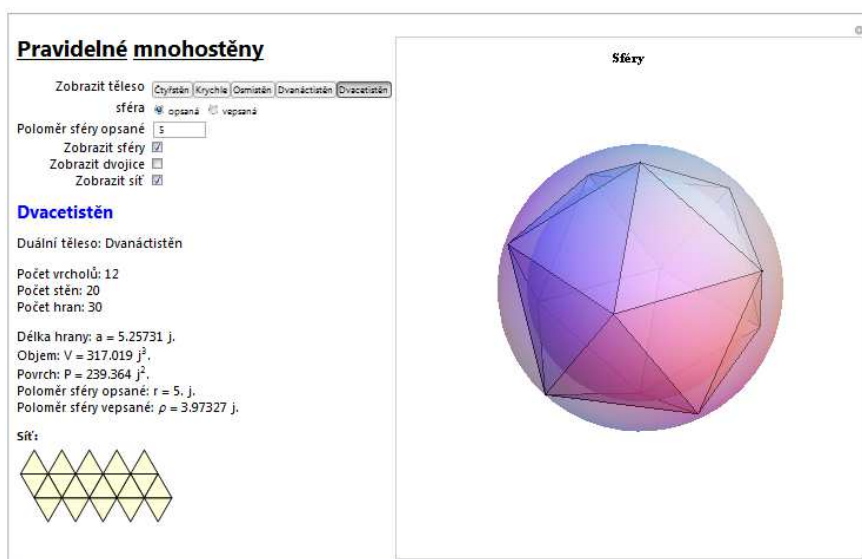 Pravidelné mnohostěny
Zobrazit těleso Čtyřstěn Krychle Osmistěn Dvanáctistěn Dvacetistěn
sféra opsaná vepsaná
Poloměr sféry opsané 5
Zobrazit sféry
Zobrazit dvojice
Zobrazit síť
Dvacetistěn
Duální těleso: Dvanáctistěn
Počet vrcholů: 12
Počet stěn: 20
Počet hran: 30
Délka hrany: a = 5.25731 j.
Objem: V = 317.019 j³.
Povrch: P = 239.364 j².
Poloměr sféry opsané: r = 5. j.
Poloměr sféry vepsané: ρ = 3.97327 j.
Síť:
Sféry